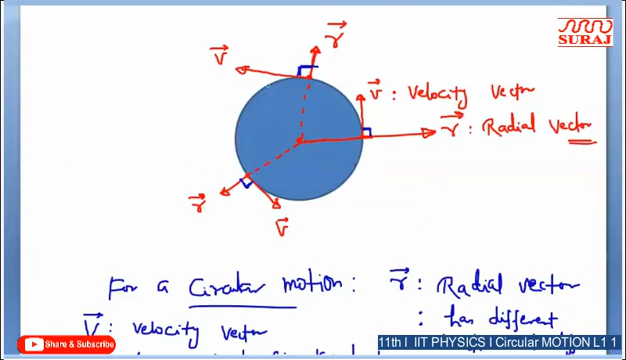 SURAJ
r
v
v : Velocity vector
r : Radial vector
r
v
For a Circular motion : r : Radial vector
v : velocity vector : has different
Share & Subscribe
11th I IIT PHYSICS I Circular MOTION L1 1